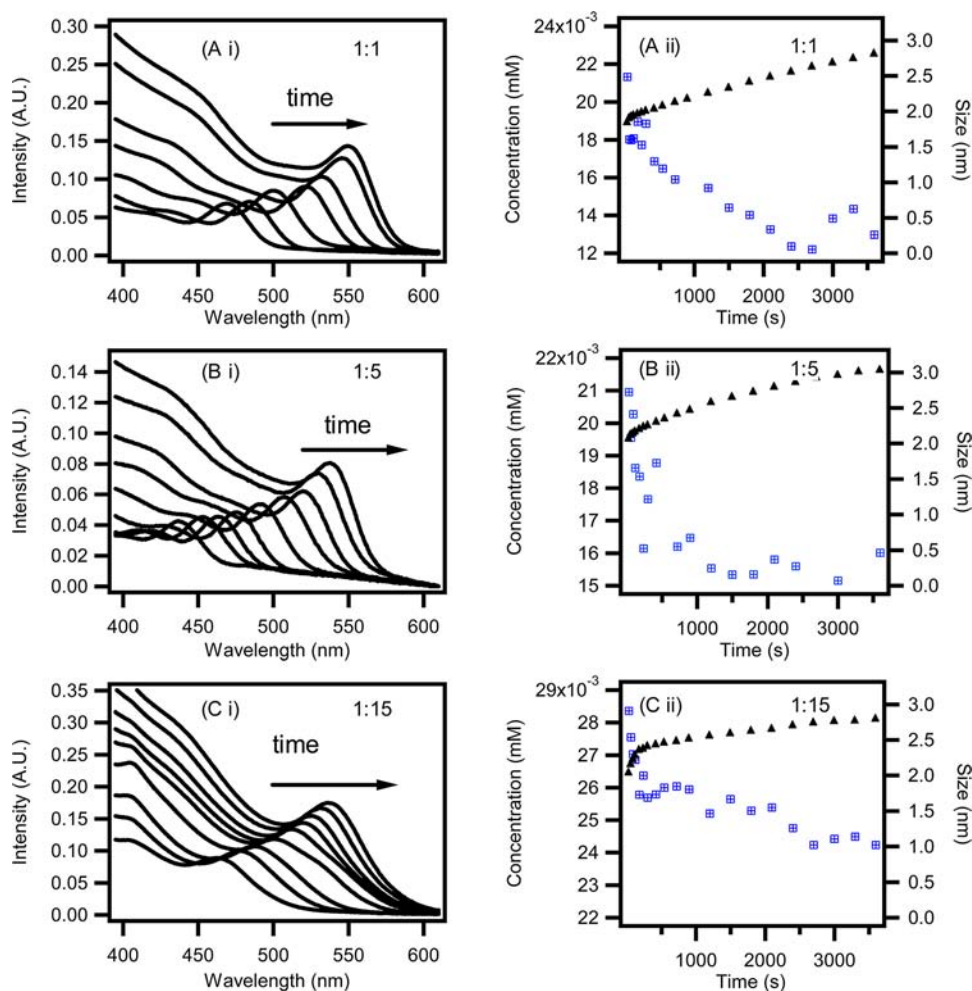 (A i)
1:1
time
Intensity (A.U.)
0.30
0.25
0.20
0.15
0.10
0.05
0.00
400 450 500 550 600
Wavelength (nm)
(A ii)
1:1
Concentration (mM)
24x10-3
22
20
18
16
14
12
Size (nm)
3.0
2.5
2.0
1.5
1.0
0.5
0.0
1000 2000 3000
Time (s)
(B i)
1:5
time
Intensity (A.U.)
0.14
0.12
0.10
0.08
0.06
0.04
0.02
0.00
400 450 500 550 600
Wavelength (nm)
(B ii)
1:5
Concentration (mM)
22x10-3
21
20
19
18
17
16
15
Size (nm)
3.0
2.5
2.0
1.5
1.0
0.5
0.0
1000 2000 3000
Time (s)
(C i)
1:15
time
Intensity (A.U.)
0.35
0.30
0.25
0.20
0.15
0.10
0.05
0.00
400 450 500 550 600
Wavelength (nm)
(C ii)
1:15
Concentration (mM)
29x10-3
28
27
26
25
24
23
22
Size (nm)
3.0
2.5
2.0
1.5
1.0
0.5
0.0
1000 2000 3000
Time (s)